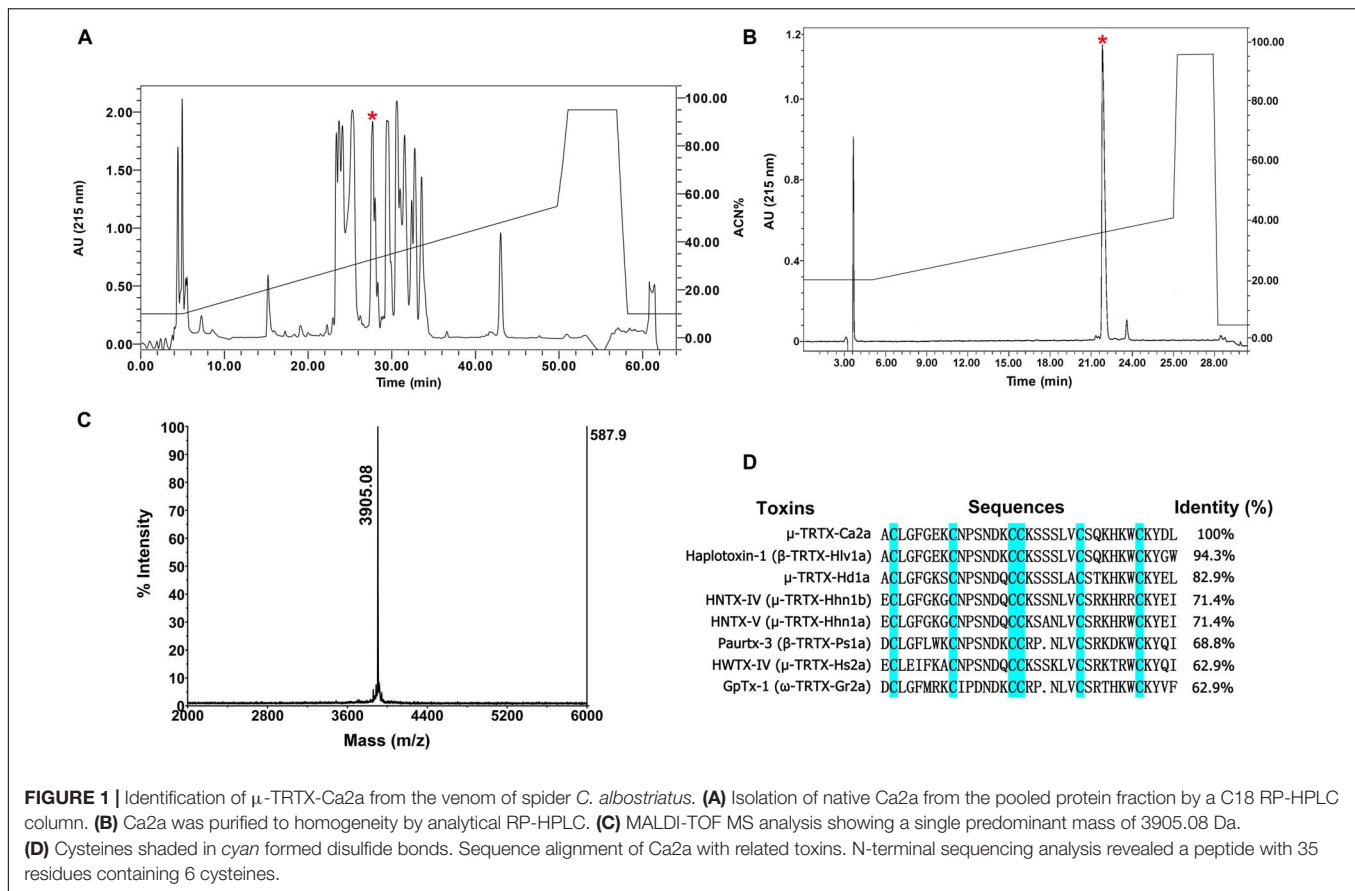 A
2.00
1.50
1.00
0.50
0.00
AU (215 nm)
*
100.00
80.00
60.00
40.00
20.00
0.00
ACN%
0.00 10.00 20.00 30.00 40.00 50.00 60.00
Time (min)
B
1.2
1.0
0.8
0.6
0.4
0
AU (215 nm)
*
100.00
80.00
60.00
40.00
20.00
0.00
3.00 6.00 9.00 12.00 15.00 18.00 21.00 25.00 28.00
Time (min)
C
100
90
80
70
60
50
40
30
20
10
0
% Intensity
3905.08
587.9
2000 3600 4400 5200 6000
Mass (m/z)
D
Toxins Sequences Identity (%)
μ-TRTX-Ca2a ACLGFGEKCNPSNDKCCKSSSLVCSQKHKWCKYDL 100%
Haplotoxin-1 (β-TRTX-Hlv1a) ACLGFGEKCNPSNDKCCKSSSLVCSQKHKWCKYGW 94.3%
μ-TRTX-Hd1a ACLGFGKSCNPSNDQCCKSSSLACSTKHKWCKYEL 82.9%
HNTX-IV (μ-TRTX-Hhn1b) ECLGFGKGCNPSNDQCCKSSNLVCSRKHRRCKYEI 71.4%
HNTX-V (μ-TRTX-Hhn1a) ECLGFGKGCNPSNDQCCKSANLVCSRKHRWCKYEI 71.4%
Paurtx-3 (β-TRTX-Ps1a) DCLGFLWKCNPSNDKCCRP.NLVCSRKDKWCKYQI 68.8%
HWTX-IV (μ-TRTX-Hs2a) ECLEIFKACNPSNDQCCKSSKLVCSRKTRWCKYQI 62.9%
GpTx-1 (ω-TRTX-Gr2a) DCLGFMRKCIPDNDKCCRP.NLVCSRTHKWCKYVF 62.9%
FIGURE 1 | Identification of μ-TRTX-Ca2a from the venom of spider C. albostriatus. (A) Isolation of native Ca2a from the pooled protein fraction by a C18 RP-HPLC
column. (B) Ca2a was purified to homogeneity by analytical RP-HPLC. (C) MALDI-TOF MS analysis showing a single predominant mass of 3905.08 Da.
(D) Cysteines shaded in cyan formed disulfide bonds. Sequence alignment of Ca2a with related toxins. N-terminal sequencing analysis revealed a peptide with 35
residues containing 6 cysteines.